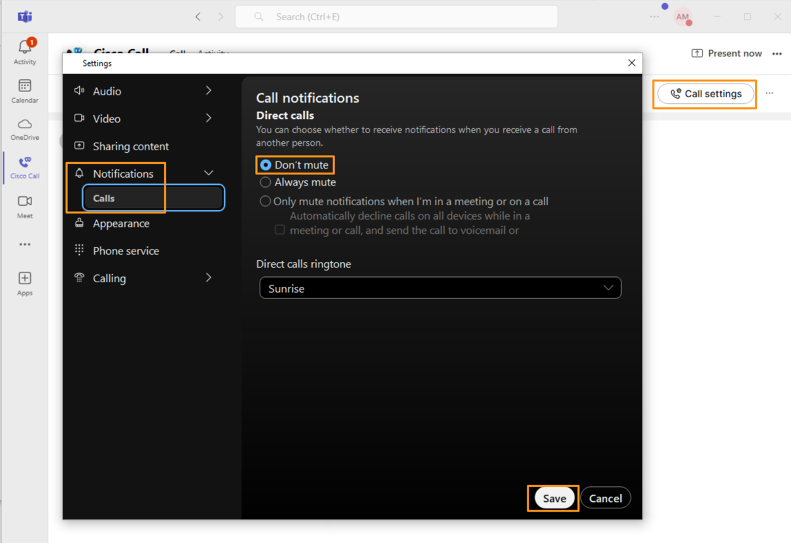 Search (Ctrl+E)
AM
1
Activity
Calendar
OneDrive
Cisco Call
Meet
Apps
Cisco Call
Call
Activity
Present now
Call settings
Settings
Audio
Video
Sharing content
Notifications
Calls
Appearance
Phone service
Calling
Call notifications
Direct calls
You can choose whether to receive notifications when you receive a call from
another person.
Don't mute
Always mute
Only mute notifications when I'm in a meeting or on a call
Automatically decline calls on all devices while in a
meeting or call, and send the call to voicemail or
Direct calls ringtone
Sunrise
Save
Cancel